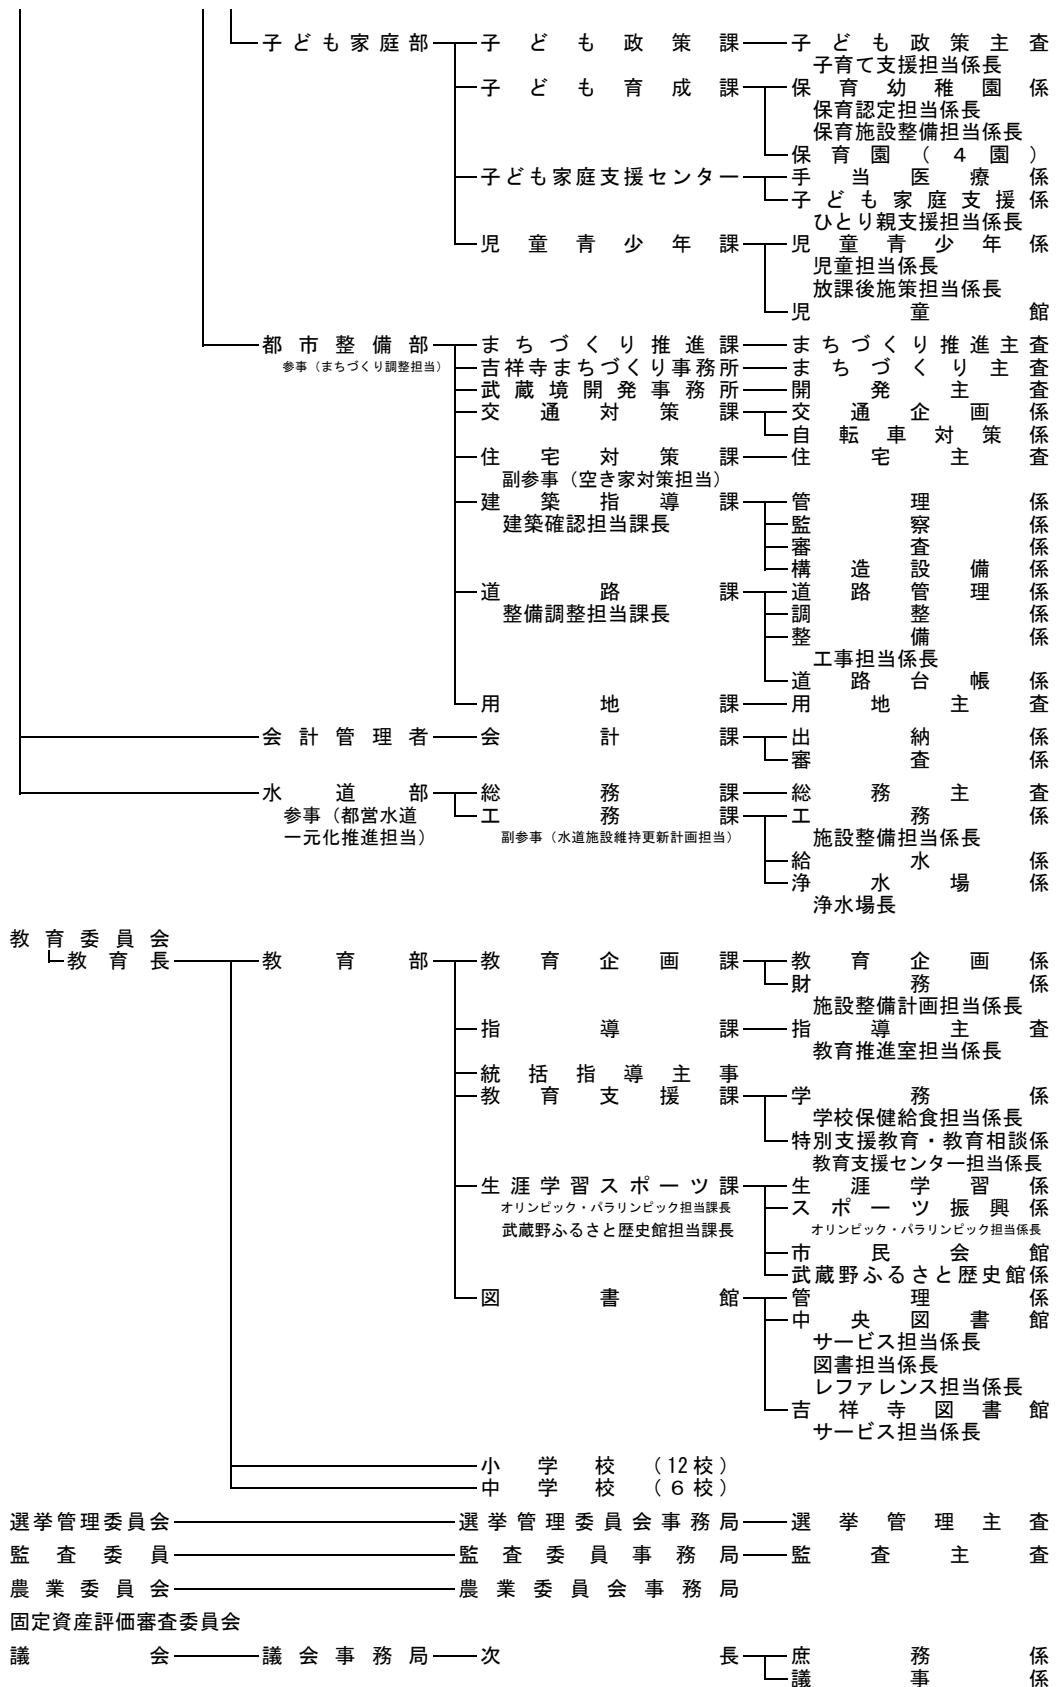 子ども家庭部 子ども政策課 子ども政策主査
子育て支援担当係長
子ども育成課 保育幼稚園係
保育認定担当係長
保育施設整備担当係長
保育園（４園）
子ども家庭支援センター 手当医療係
子ども家庭支援係
ひとり親支援担当係長
児童青少年課 児童青少年係
児童担当係長
放課後施策担当係長
児童館
都市整備部 まちづくり推進課 まちづくり推進主査
参事（まちづくり調整担当） 吉祥寺まちづくり事務所 まちづくり主査
武蔵境開発事務所 開発主査
交通対策課 交通企画係
自転車対策係
住宅対策課 住宅主査
副参事（空き家対策担当）
建築指導課 管理係
建築確認担当課長 監察係
審査係
構造設備係
道路課 道路管理係
整備調整担当課長 調整係
整備係
工事担当係長
道路台帳係
用地課 用地主査
会計管理者 会計課 出納係
審査係
水道部 総務課 総務主査
参事（都営水道 工務課 工務係
一元化推進担当） 副参事（水道施設維持更新計画担当） 施設整備担当係長
給水係
浄水場係
浄水場長
教育委員会
教育長 教育部 教育企画課 教育企画係
財務係
施設整備計画担当係長
指導課 指導主査
教育推進室担当係長
統括指導主事
教育支援課 学務係
学校保健給食担当係長
特別支援教育・教育相談係
教育支援センター担当係長
生涯学習スポーツ課 生涯学習係
オリンピック・パラリンピック担当課長 スポーツ振興係
武蔵野ふるさと歴史館担当課長 オリンピック・パラリンピック担当係長
市民会館
武蔵野ふるさと歴史館係
図書館 管理係
中央図書館
サービス担当係長
図書担当係長
レファレンス担当係長
吉祥寺図書館
サービス担当係長
小学校（12校）
中学校（６校）
選挙管理委員会 選挙管理委員会事務局 選挙管理主査
監査委員 監査委員事務局 監査主査
農業委員会 農業委員会事務局
固定資産評価審査委員会
議会 議会事務局 次長 庶務係
議事係